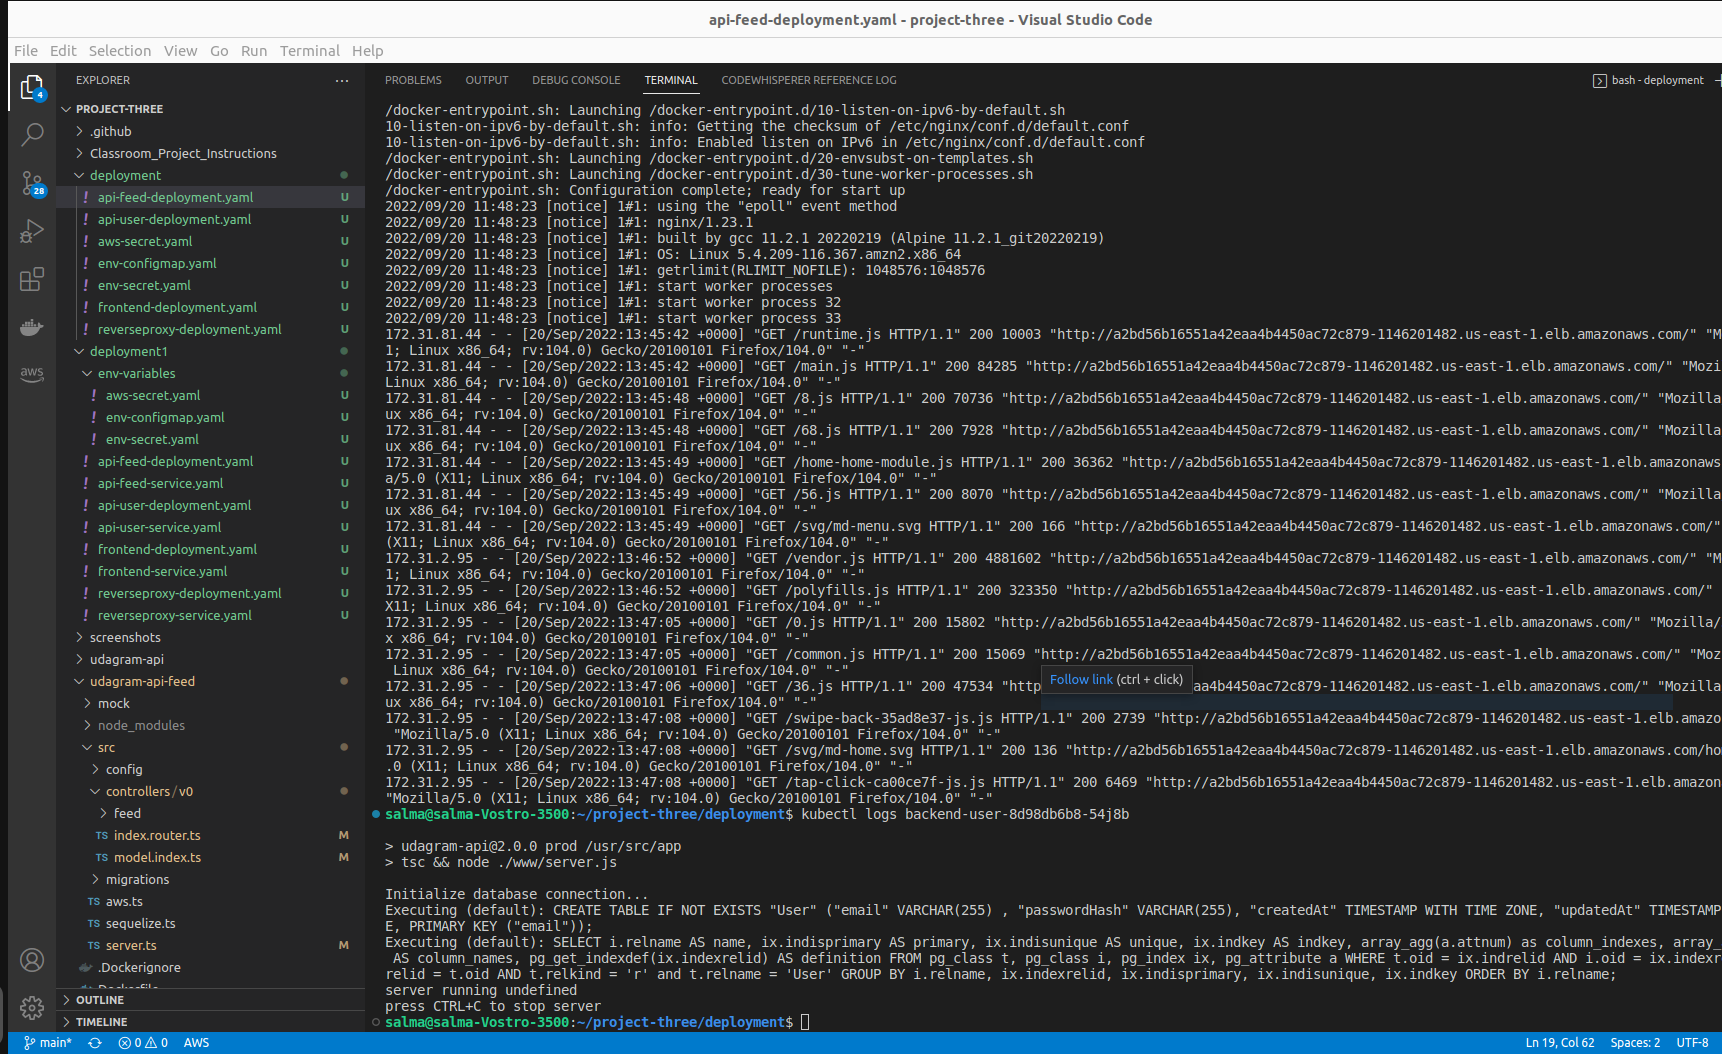 api-feed-deployment.yaml - project-three - Visual Studio Code
File Edit Selection View Go Run Terminal Help
EXPLORER ···
PROJECT-THREE
.github
Classroom_Project_Instructions
deployment
! api-feed-deployment.yaml U
! api-user-deployment.yaml U
! aws-secret.yaml U
! env-configmap.yaml U
! env-secret.yaml U
! frontend-deployment.yaml U
! reverseproxy-deployment.yaml U
deployment1
env-variables
! aws-secret.yaml U
! env-configmap.yaml U
! env-secret.yaml U
! api-feed-deployment.yaml U
! api-feed-service.yaml U
! api-user-deployment.yaml U
! api-user-service.yaml U
! frontend-deployment.yaml U
! frontend-service.yaml U
! reverseproxy-deployment.yaml U
! reverseproxy-service.yaml U
screenshots
udagram-api
udagram-api-feed
mock
node_modules
src
config
controllers/v0
feed
TS index.router.ts M
TS model.index.ts M
migrations
TS aws.ts
TS sequelize.ts
TS server.ts M
.Dockerignore
OUTLINE
TIMELINE
4
28
aws
PROBLEMS OUTPUT DEBUG CONSOLE TERMINAL CODEWHISPERER REFERENCE LOG
bash - deployment
/docker-entrypoint.sh: Launching /docker-entrypoint.d/10-listen-on-ipv6-by-default.sh
10-listen-on-ipv6-by-default.sh: info: Getting the checksum of /etc/nginx/conf.d/default.conf
10-listen-on-ipv6-by-default.sh: info: Enabled listen on IPv6 in /etc/nginx/conf.d/default.conf
/docker-entrypoint.sh: Launching /docker-entrypoint.d/20-envsubst-on-templates.sh
/docker-entrypoint.sh: Launching /docker-entrypoint.d/30-tune-worker-processes.sh
/docker-entrypoint.sh: Configuration complete; ready for start up
2022/09/20 11:48:23 [notice] 1#1: using the "epoll" event method
2022/09/20 11:48:23 [notice] 1#1: nginx/1.23.1
2022/09/20 11:48:23 [notice] 1#1: built by gcc 11.2.1 20220219 (Alpine 11.2.1_git20220219)
2022/09/20 11:48:23 [notice] 1#1: OS: Linux 5.4.209-116.367.amzn2.x86_64
2022/09/20 11:48:23 [notice] 1#1: getrlimit(RLIMIT_NOFILE): 1048576:1048576
2022/09/20 11:48:23 [notice] 1#1: start worker processes
2022/09/20 11:48:23 [notice] 1#1: start worker process 32
2022/09/20 11:48:23 [notice] 1#1: start worker process 33
172.31.81.44 - - [20/Sep/2022:13:45:42 +0000] "GET /runtime.js HTTP/1.1" 200 10003 "http://a2bd56b16551a42eaa4b4450ac72c879-1146201482.us-east-1.elb.amazonaws.com/" "M
1; Linux x86_64; rv:104.0) Gecko/20100101 Firefox/104.0" "-"
172.31.81.44 - - [20/Sep/2022:13:45:42 +0000] "GET /main.js HTTP/1.1" 200 84285 "http://a2bd56b16551a42eaa4b4450ac72c879-1146201482.us-east-1.elb.amazonaws.com/" "Mozi
Linux x86_64; rv:104.0) Gecko/20100101 Firefox/104.0" "-"
172.31.81.44 - - [20/Sep/2022:13:45:48 +0000] "GET /8.js HTTP/1.1" 200 70736 "http://a2bd56b16551a42eaa4b4450ac72c879-1146201482.us-east-1.elb.amazonaws.com/" "Mozilla
ux x86_64; rv:104.0) Gecko/20100101 Firefox/104.0" "-"
172.31.81.44 - - [20/Sep/2022:13:45:48 +0000] "GET /68.js HTTP/1.1" 200 7928 "http://a2bd56b16551a42eaa4b4450ac72c879-1146201482.us-east-1.elb.amazonaws.com/" "Mozilla
ux x86_64; rv:104.0) Gecko/20100101 Firefox/104.0" "-"
172.31.81.44 - - [20/Sep/2022:13:45:49 +0000] "GET /home-home-module.js HTTP/1.1" 200 36362 "http://a2bd56b16551a42eaa4b4450ac72c879-1146201482.us-east-1.elb.amazonaws
a/5.0 (X11; Linux x86_64; rv:104.0) Gecko/20100101 Firefox/104.0" "-"
172.31.81.44 - - [20/Sep/2022:13:45:49 +0000] "GET /56.js HTTP/1.1" 200 8070 "http://a2bd56b16551a42eaa4b4450ac72c879-1146201482.us-east-1.elb.amazonaws.com/" "Mozilla
ux x86_64; rv:104.0) Gecko/20100101 Firefox/104.0" "-"
172.31.81.44 - - [20/Sep/2022:13:45:49 +0000] "GET /svg/md-menu.svg HTTP/1.1" 200 166 "http://a2bd56b16551a42eaa4b4450ac72c879-1146201482.us-east-1.elb.amazonaws.com/"
(X11; Linux x86_64; rv:104.0) Gecko/20100101 Firefox/104.0" "-"
172.31.2.95 - - [20/Sep/2022:13:46:52 +0000] "GET /vendor.js HTTP/1.1" 200 4881602 "http://a2bd56b16551a42eaa4b4450ac72c879-1146201482.us-east-1.elb.amazonaws.com/" "M
1; Linux x86_64; rv:104.0) Gecko/20100101 Firefox/104.0" "-"
172.31.2.95 - - [20/Sep/2022:13:46:52 +0000] "GET /polyfills.js HTTP/1.1" 200 323350 "http://a2bd56b16551a42eaa4b4450ac72c879-1146201482.us-east-1.elb.amazonaws.com/"
X11; Linux x86_64; rv:104.0) Gecko/20100101 Firefox/104.0" "-"
172.31.2.95 - - [20/Sep/2022:13:47:05 +0000] "GET /0.js HTTP/1.1" 200 15802 "http://a2bd56b16551a42eaa4b4450ac72c879-1146201482.us-east-1.elb.amazonaws.com/" "Mozilla/
x x86_64; rv:104.0) Gecko/20100101 Firefox/104.0" "-"
172.31.2.95 - - [20/Sep/2022:13:47:05 +0000] "GET /common.js HTTP/1.1" 200 15069 "http://a2bd56b16551a42eaa4b4450ac72c879-1146201482.us-east-1.elb.amazonaws.com/" "Moz
Linux x86_64; rv:104.0) Gecko/20100101 Firefox/104.0" "-"
Follow link (ctrl + click)
172.31.2.95 - - [20/Sep/2022:13:47:06 +0000] "GET /36.js HTTP/1.1" 200 47534 "http aa4b4450ac72c879-1146201482.us-east-1.elb.amazonaws.com/" "Mozilla
ux x86_64; rv:104.0) Gecko/20100101 Firefox/104.0" "-"
172.31.2.95 - - [20/Sep/2022:13:47:08 +0000] "GET /swipe-back-35ad8e37-js.js HTTP/1.1" 200 2739 "http://a2bd56b16551a42eaa4b4450ac72c879-1146201482.us-east-1.elb.amazo
"Mozilla/5.0 (X11; Linux x86_64; rv:104.0) Gecko/20100101 Firefox/104.0" "-"
172.31.2.95 - - [20/Sep/2022:13:47:08 +0000] "GET /svg/md-home.svg HTTP/1.1" 200 136 "http://a2bd56b16551a42eaa4b4450ac72c879-1146201482.us-east-1.elb.amazonaws.com/ho
.0 (X11; Linux x86_64; rv:104.0) Gecko/20100101 Firefox/104.0" "-"
172.31.2.95 - - [20/Sep/2022:13:47:08 +0000] "GET /tap-click-ca00ce7f-js.js HTTP/1.1" 200 6469 "http://a2bd56b16551a42eaa4b4450ac72c879-1146201482.us-east-1.elb.amazon
"Mozilla/5.0 (X11; Linux x86_64; rv:104.0) Gecko/20100101 Firefox/104.0" "-"
salma@salma-Vostro-3500:~/project-three/deployment$ kubectl logs backend-user-8d98db6b8-54j8b
> udagram-api@2.0.0 prod /usr/src/app
> tsc && node ./www/server.js
Initialize database connection...
Executing (default): CREATE TABLE IF NOT EXISTS "User" ("email" VARCHAR(255) , "passwordHash" VARCHAR(255), "createdAt" TIMESTAMP WITH TIME ZONE, "updatedAt" TIMESTAMP
E, PRIMARY KEY ("email"));
Executing (default): SELECT i.relname AS name, ix.indisprimary AS primary, ix.indisunique AS unique, ix.indkey AS indkey, array_agg(a.attnum) as column_indexes, array_
AS column_names, pg_get_indexdef(ix.indexrelid) AS definition FROM pg_class t, pg_class i, pg_index ix, pg_attribute a WHERE t.oid = ix.indrelid AND i.oid = ix.indexr
relid = t.oid AND t.relkind = 'r' and t.relname = 'User' GROUP BY i.relname, ix.indexrelid, ix.indisprimary, ix.indisunique, ix.indkey ORDER BY i.relname;
server running undefined
press CTRL+C to stop server
salma@salma-Vostro-3500:~/project-three/deployment$
main* 0 0 AWS Ln 19, Col 62 Spaces: 2 UTF-8